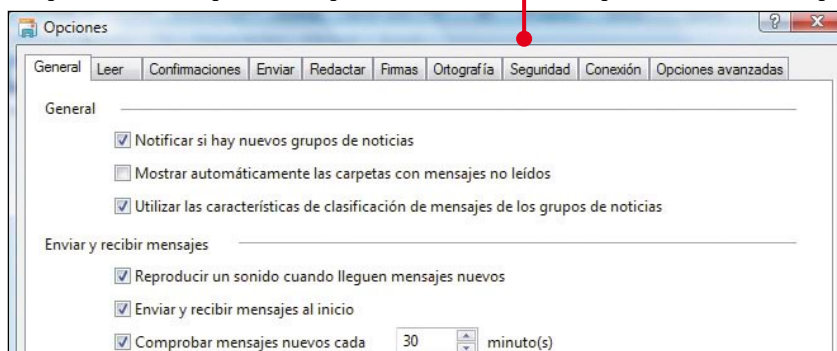 Opciones
General Leer Confirmaciones Enviar Redactar Firmas Ortografía Seguridad Conexión Opciones avanzadas
General
Notificar si hay nuevos grupos de noticias
Mostrar automáticamente las carpetas con mensajes no leídos
Utilizar las características de clasificación de mensajes de los grupos de noticias
Enviar y recibir mensajes
Reproducir un sonido cuando lleguen mensajes nuevos
Enviar y recibir mensajes al inicio
Comprobar mensajes nuevos cada 30 minuto(s)